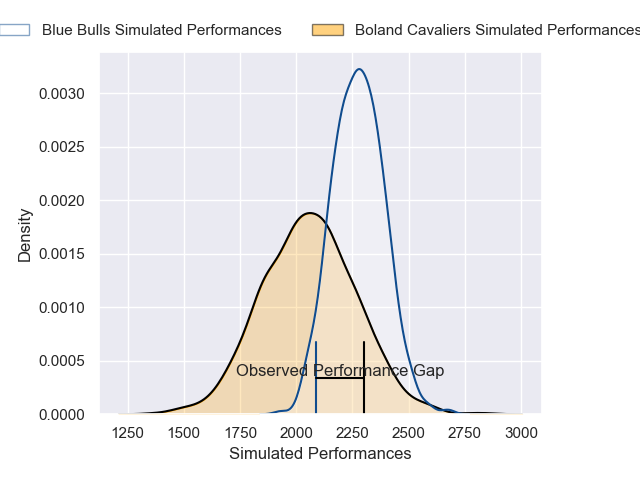 Blue Bulls Simulated Performances
Boland Cavaliers Simulated Performances
0.0030
0.0025
0.0020
0.0015
0.0010
0.0005
0.0000
Density
Observed Performance Gap
1250 1500 1750 2000 2250 2500 2750 3000
Simulated Performances